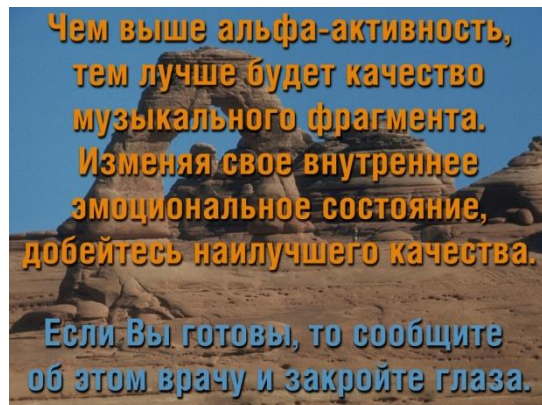 Чем выше альфа-активность,
тем лучше будет качество
музыкального фрагмента.
Изменяя свое внутреннее
эмоциональное состояние,
добейтесь наилучшего качества.
Если Вы готовы, то сообщите
об этом врачу и закройте глаза.